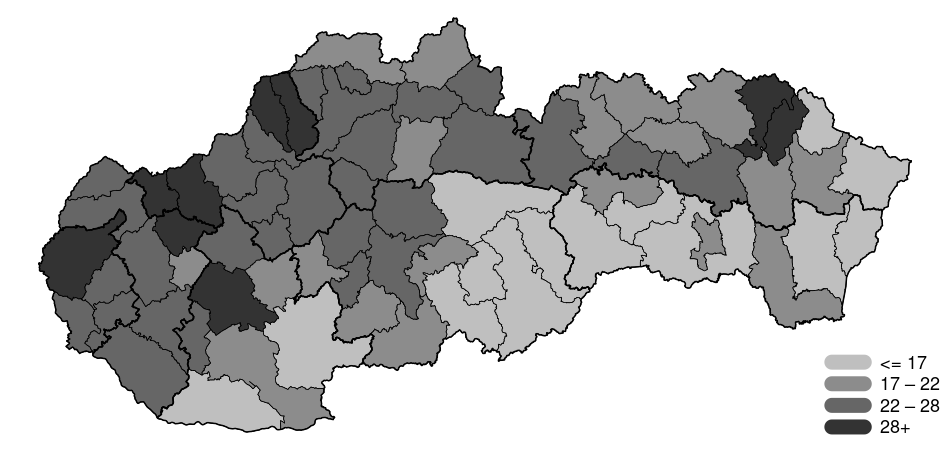 <= 17
17 – 22
22 – 28
28+